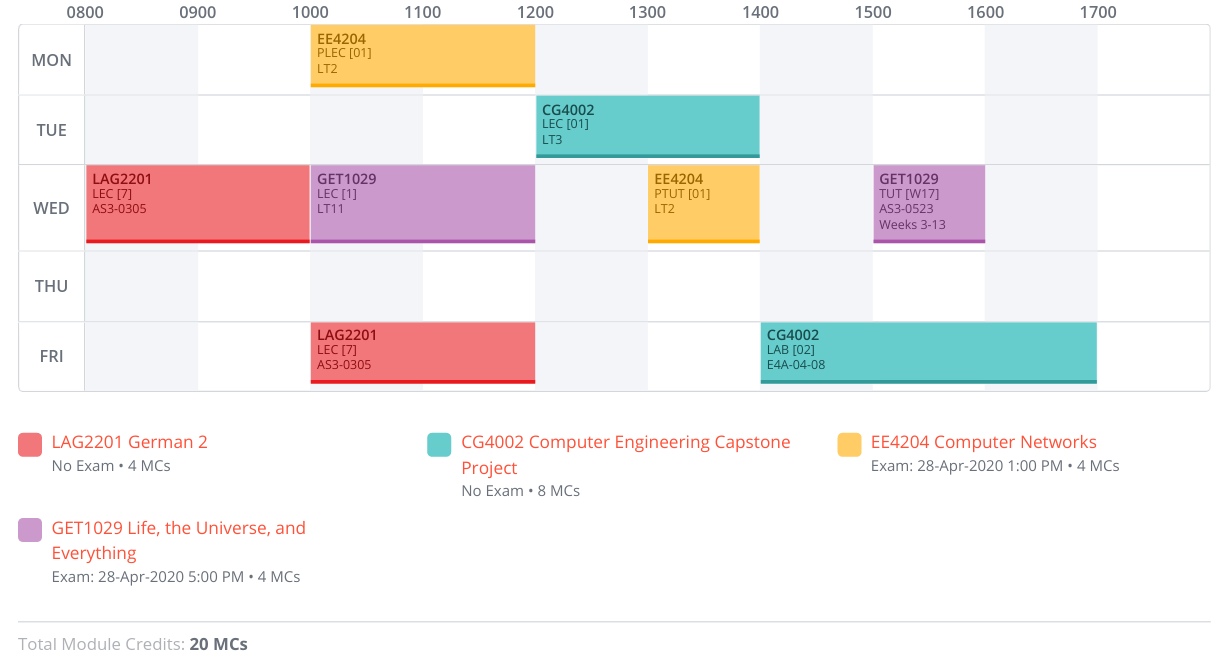 0800 0900 1000 1100 1200 1300 1400 1500 1600 1700
MON
EE4204
PLEC [01]
LT2
TUE
CG4002
LEC [01]
LT3
WED
LAG2201
LEC [7]
AS3-0305
GET1029
LEC [1]
LT11
EE4204
PTUT [01]
LT2
GET1029
TUT [W17]
AS3-0523
Weeks 3-13
THU
FRI
LAG2201
LEC [7]
AS3-0305
CG4002
LAB [02]
E4A-04-08
LAG2201 German 2
No Exam • 4 MCs
CG4002 Computer Engineering Capstone
Project
No Exam • 8 MCs
EE4204 Computer Networks
Exam: 28-Apr-2020 1:00 PM • 4 MCs
GET1029 Life, the Universe, and
Everything
Exam: 28-Apr-2020 5:00 PM • 4 MCs
Total Module Credits: 20 MCs